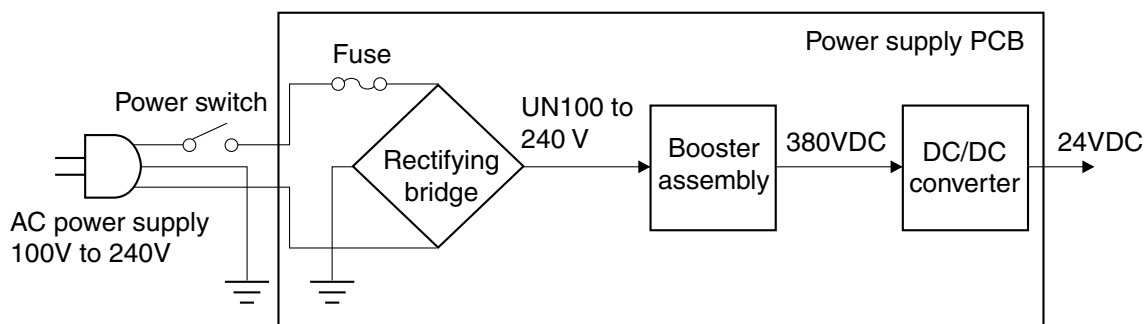 Power supply PCB
Fuse
Power switch
UN100 to
240 V
Rectifying
bridge
Booster
assembly
380VDC
DC/DC
converter
24VDC
AC power supply
100V to 240V